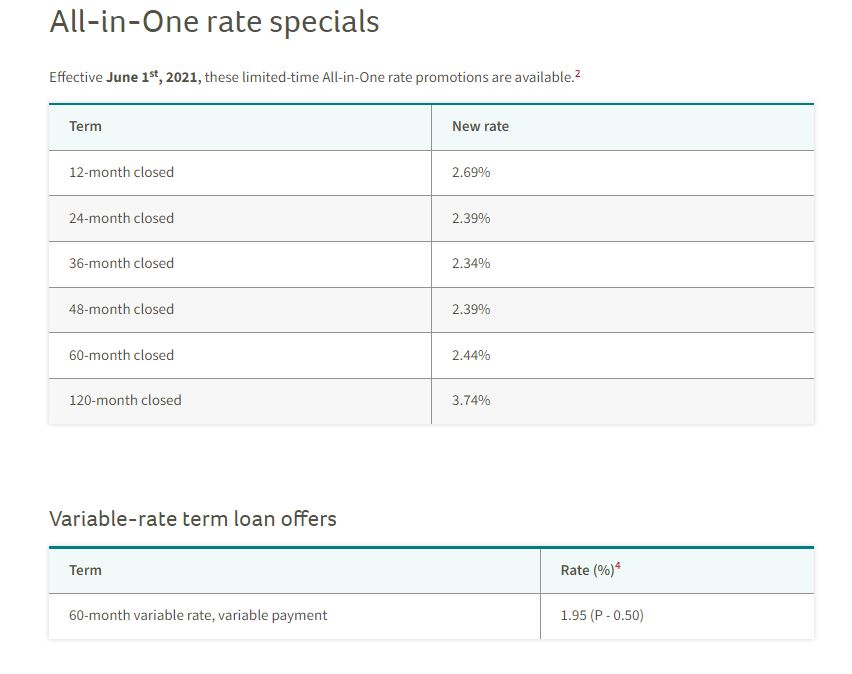 All-in-One rate specials
Effective June 1st, 2021, these limited-time All-in-One rate promotions are available.2
Term New rate
12-month closed 2.69%
24-month closed 2.39%
36-month closed 2.34%
48-month closed 2.39%
60-month closed 2.44%
120-month closed 3.74%
Variable-rate term loan offers
Term Rate (%)4
60-month variable rate, variable payment 1.95 (P - 0.50)